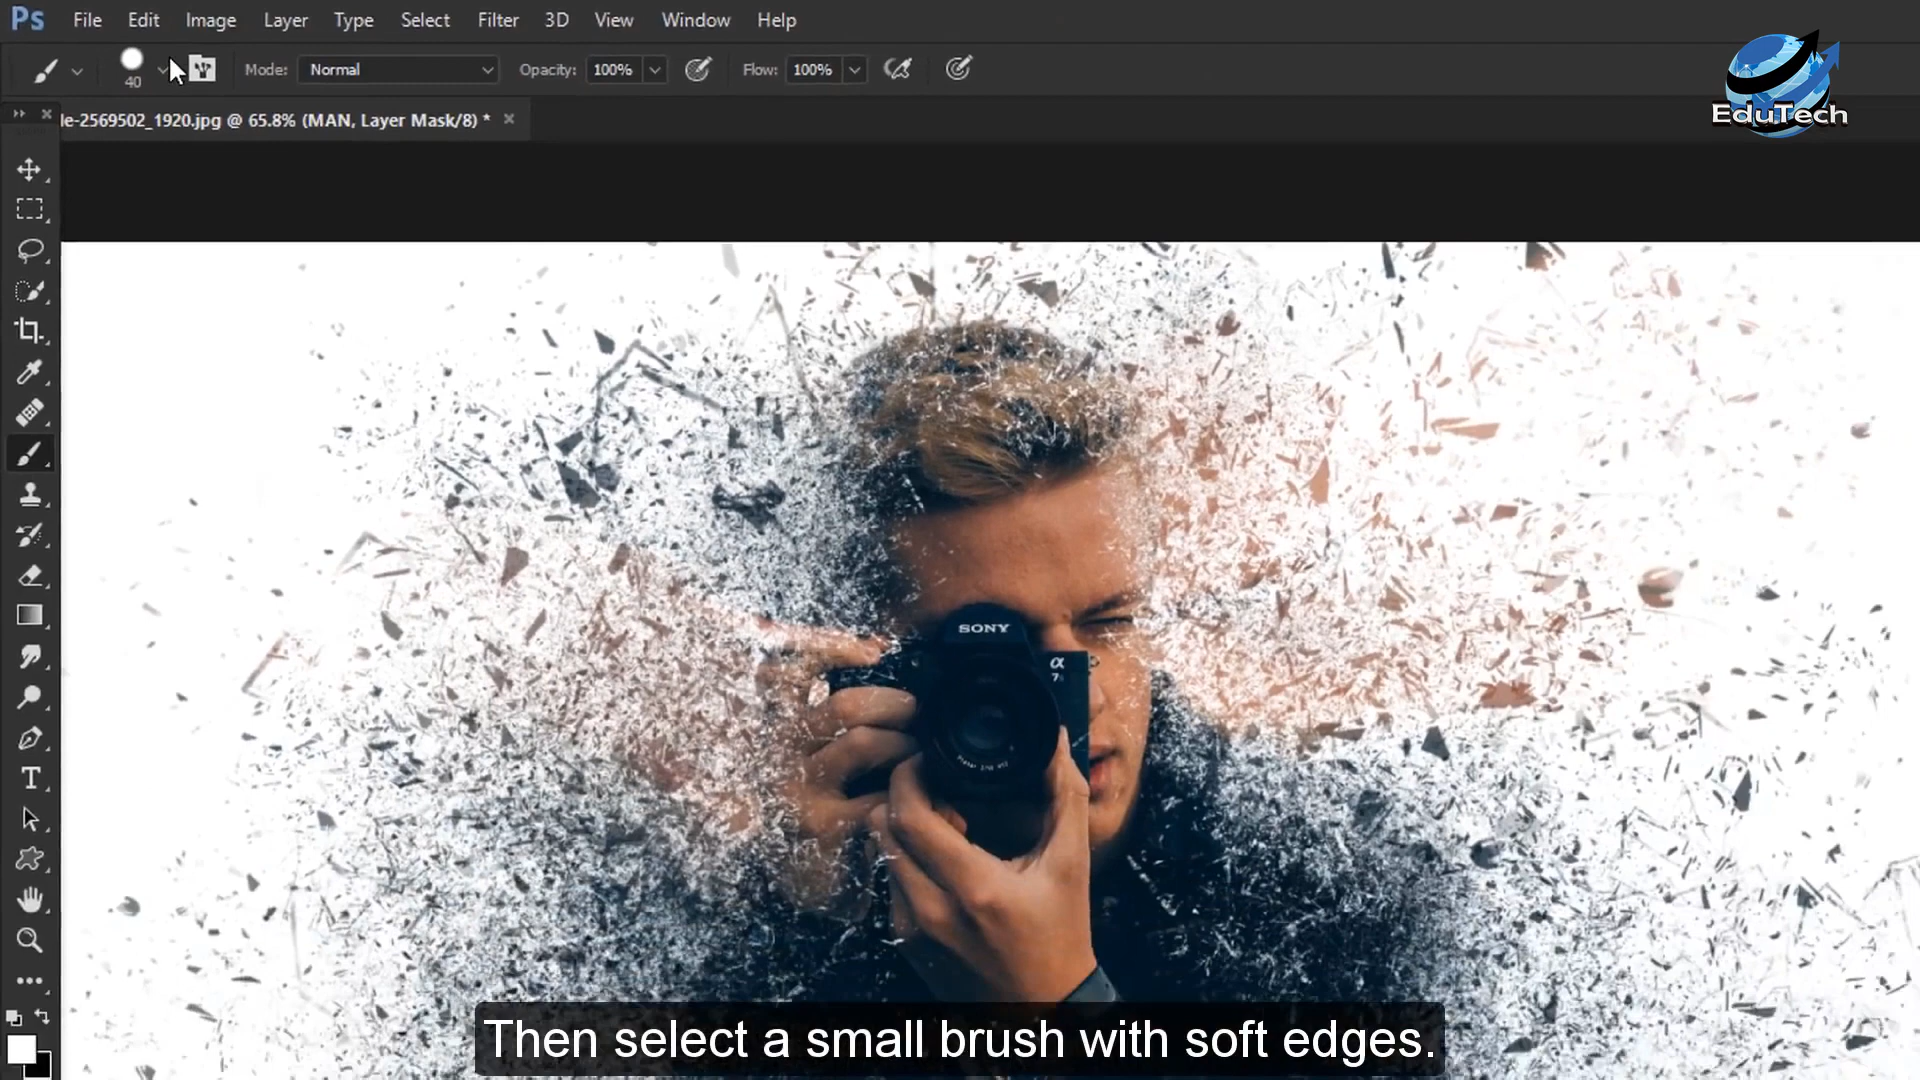 Ps File Edit Image Layer Type Select Filter 3D View Window Help
40 Mode: Normal Opacity: 100% Flow: 100%
EduTech
le-2569502_1920.jpg @ 65.8% (MAN, Layer Mask/8) *
SONY
α
7
T
Then select a small brush with soft edges.